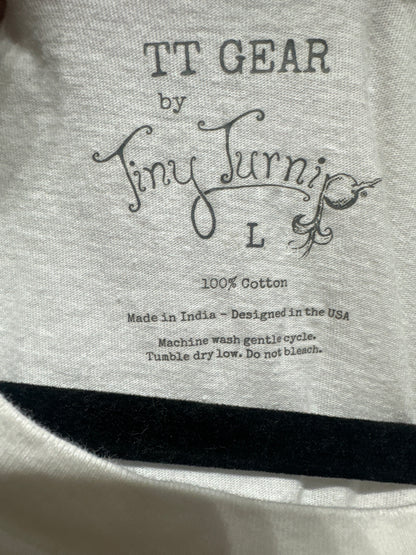 TT GEAR
by
Tiny Turnip
L
100% Cotton
Made in India - Designed in the USA
Machine wash gentle cycle.
Tumble dry low. Do not bleach.